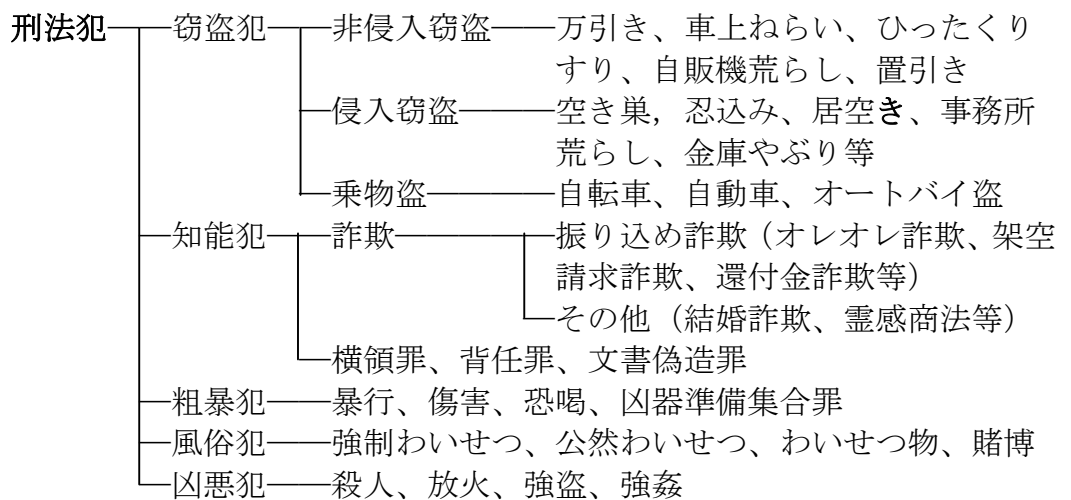 刑法犯 窃盗犯 非侵入窃盗 万引き、車上ねらい、ひったくり
すり、自販機荒らし、置引き
侵入窃盗 空き巣，忍込み、居空き、事務所
荒らし、金庫やぶり等
乗物盗 自転車、自動車、オートバイ盗
知能犯 詐欺 振り込め詐欺（オレオレ詐欺、架空
請求詐欺、還付金詐欺等）
その他（結婚詐欺、霊感商法等）
横領罪、背任罪、文書偽造罪
粗暴犯 暴行、傷害、恐喝、凶器準備集合罪
風俗犯 強制わいせつ、公然わいせつ、わいせつ物、賭博
凶悪犯 殺人、放火、強盗、強姦